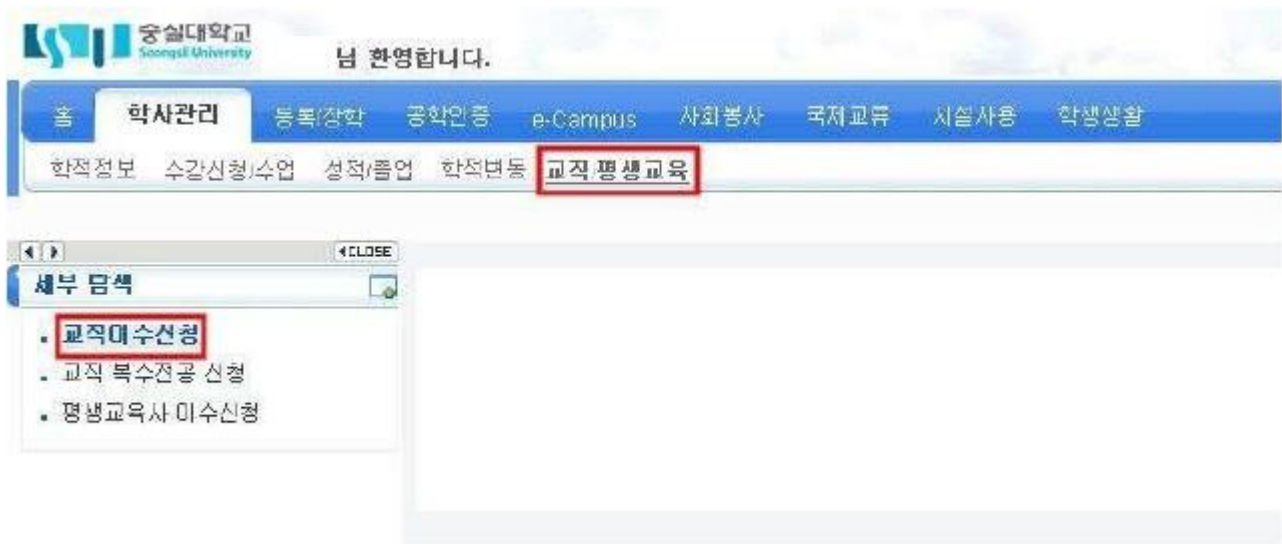 숭실대학교
Soongsil University
님 환영합니다.
홈 학사관리 등록/장학 공학인증 e-Campus 사회봉사 국제교류 시설사용 학생생활
학적정보 수강신청/수업 성적/졸업 학적변동 교직.평생교육
CLOSE
세부 탐색
교직이수신청
교직 복수전공 신청
평생교육사 이수신청